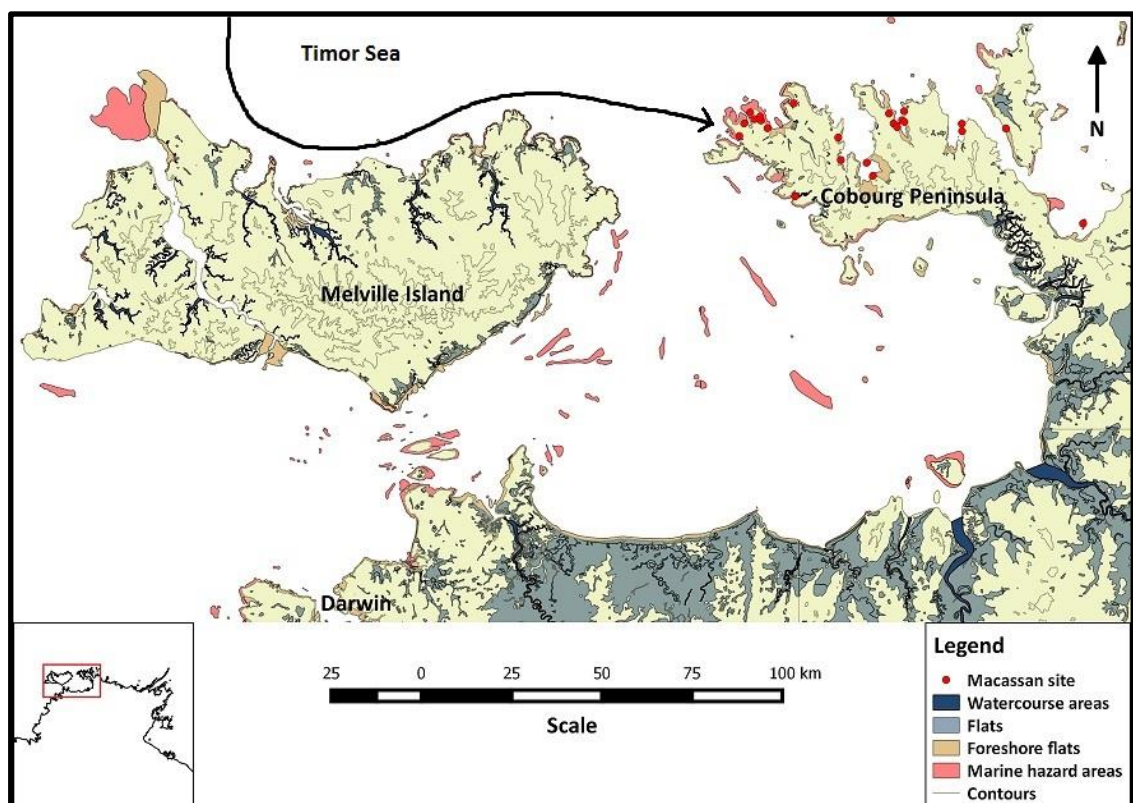 Timor Sea
N
Cobourg Peninsula
Melville Island
Darwin
25 0 25 50 75 100 km
Scale
Legend
Macassan site
Watercourse areas
Flats
Foreshore flats
Marine hazard areas
Contours